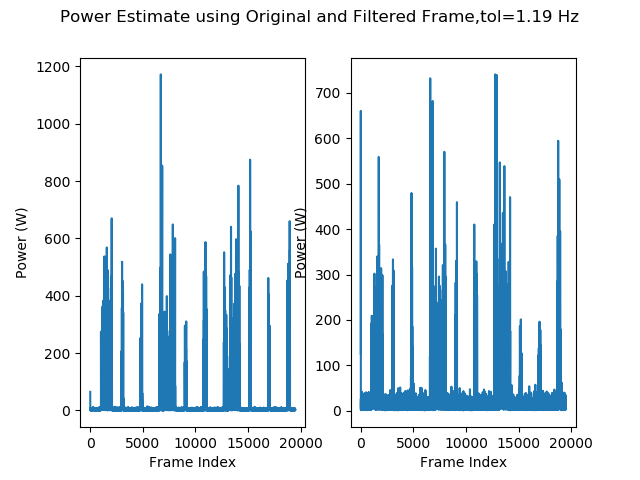 Power Estimate using Original and Filtered Frame,tol=1.19 Hz
Power (W)
1200
1000
800
600
400
200
0
0 5000 10000 15000 20000
Frame Index
Power (W)
700
600
500
400
300
200
100
0
0 5000 10000 15000 20000
Frame Index